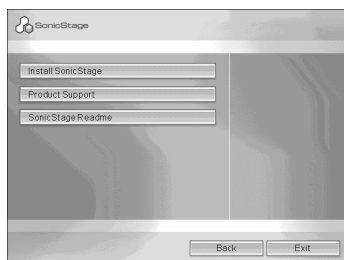 SonicStage
Install SonicStage
Product Support
SonicStage Readme
Back
Exit